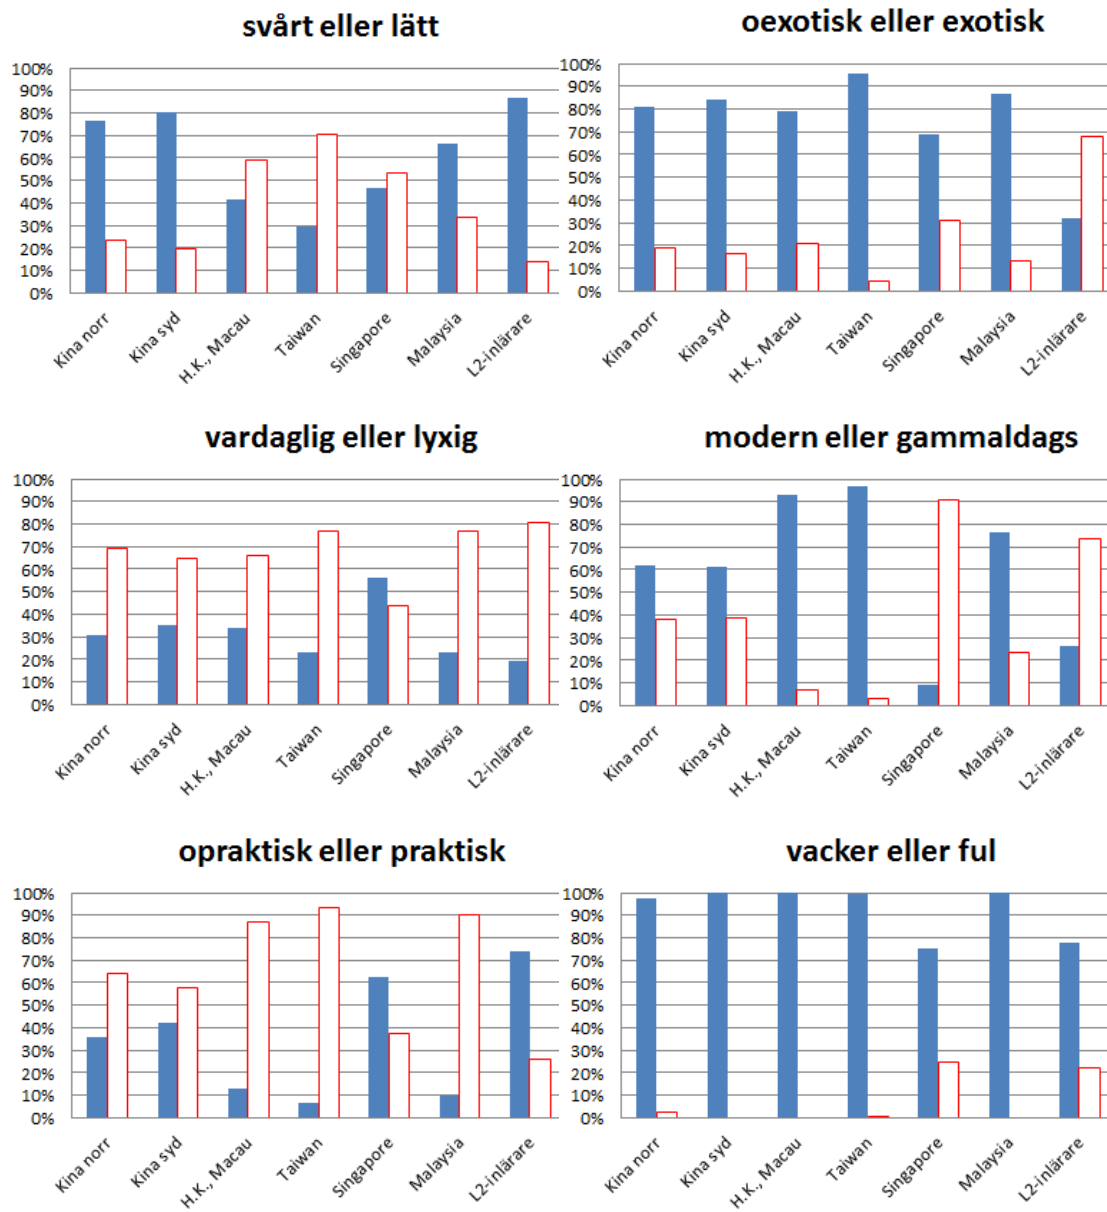 svårt eller lätt
100%
90%
80%
70%
60%
50%
40%
30%
20%
10%
0%
Kina norr
Kina syd
H.K., Macau
Taiwan
Singapore
Malaysia
L2-inlärare
oexotisk eller exotisk
100%
90%
80%
70%
60%
50%
40%
30%
20%
10%
0%
Kina norr
Kina syd
H.K., Macau
Taiwan
Singapore
Malaysia
L2-inlärare
vardaglig eller lyxig
100%
90%
80%
70%
60%
50%
40%
30%
20%
10%
0%
Kina norr
Kina syd
H.K., Macau
Taiwan
Singapore
Malaysia
L2-inlärare
modern eller gammaldags
100%
90%
80%
70%
60%
50%
40%
30%
20%
10%
0%
Kina norr
Kina syd
H.K., Macau
Taiwan
Singapore
Malaysia
L2-inlärare
opraktisk eller praktisk
100%
90%
80%
70%
60%
50%
40%
30%
20%
10%
0%
Kina norr
Kina syd
H.K., Macau
Taiwan
Singapore
Malaysia
L2-inlärare
vacker eller ful
100%
90%
80%
70%
60%
50%
40%
30%
20%
10%
0%
Kina norr
Kina syd
H.K., Macau
Taiwan
Singapore
Malaysia
L2-inlärare